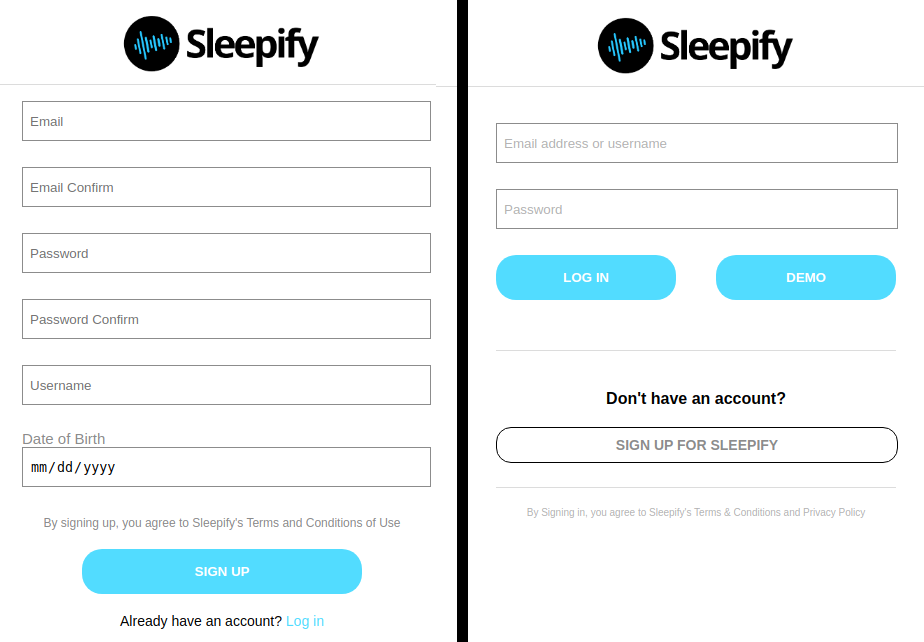 Sleepify
Email
Email Confirm
Password
Password Confirm
Username
Date of Birth
mm/dd/yyyy
By signing up, you agree to Sleepify's Terms and Conditions of Use
SIGN UP
Already have an account? Log in
Sleepify
Email address or username
Password
LOG IN
DEMO
Don't have an account?
SIGN UP FOR SLEEPIFY
By Signing in, you agree to Sleepify's Terms & Conditions and Privacy Policy